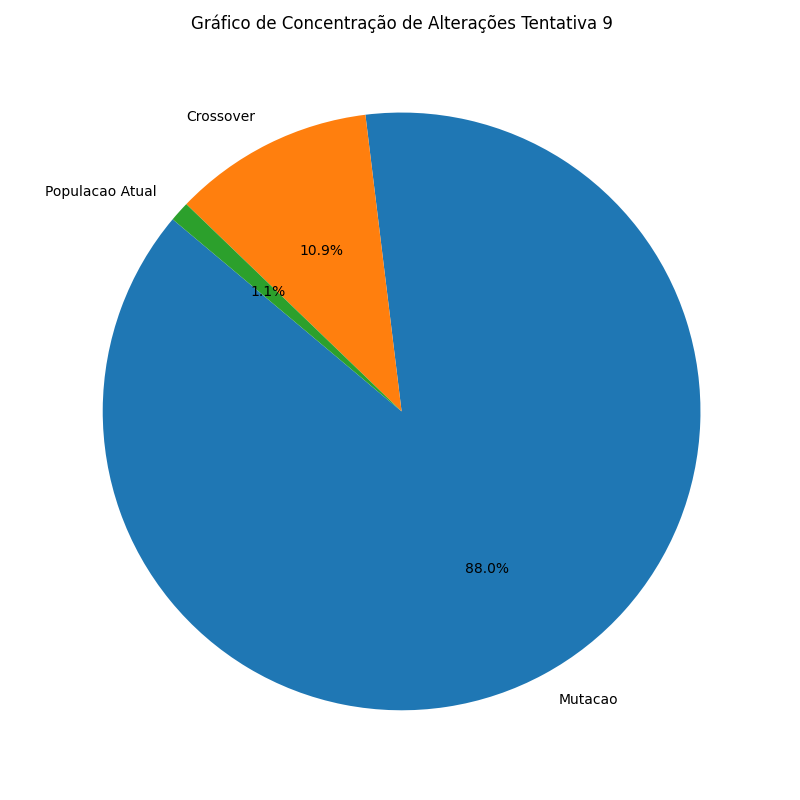 Gráfico de Concentração de Alterações Tentativa 9
Crossover
Populacao Atual
10.9%
1.1%
88.0%
Mutacao